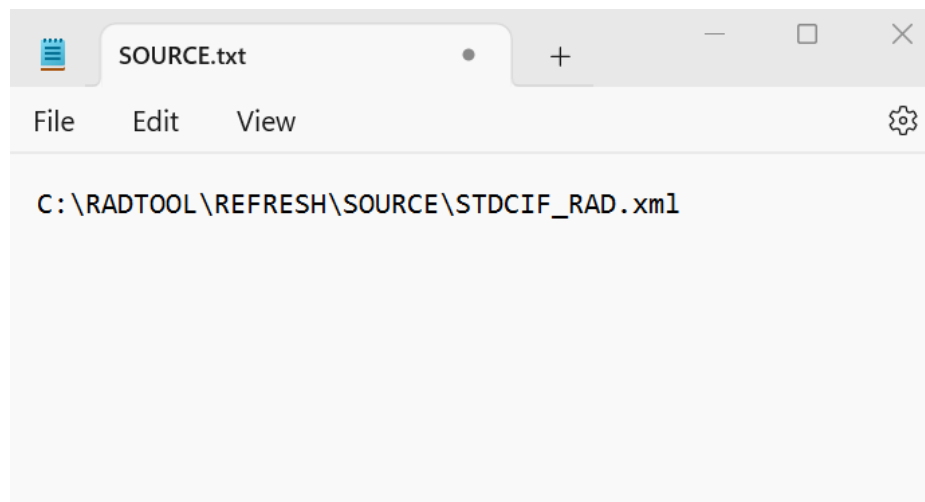 SOURCE.txt
File Edit View
C:\RADTOOL\REFRESH\SOURCE\STDCIF_RAD.xml